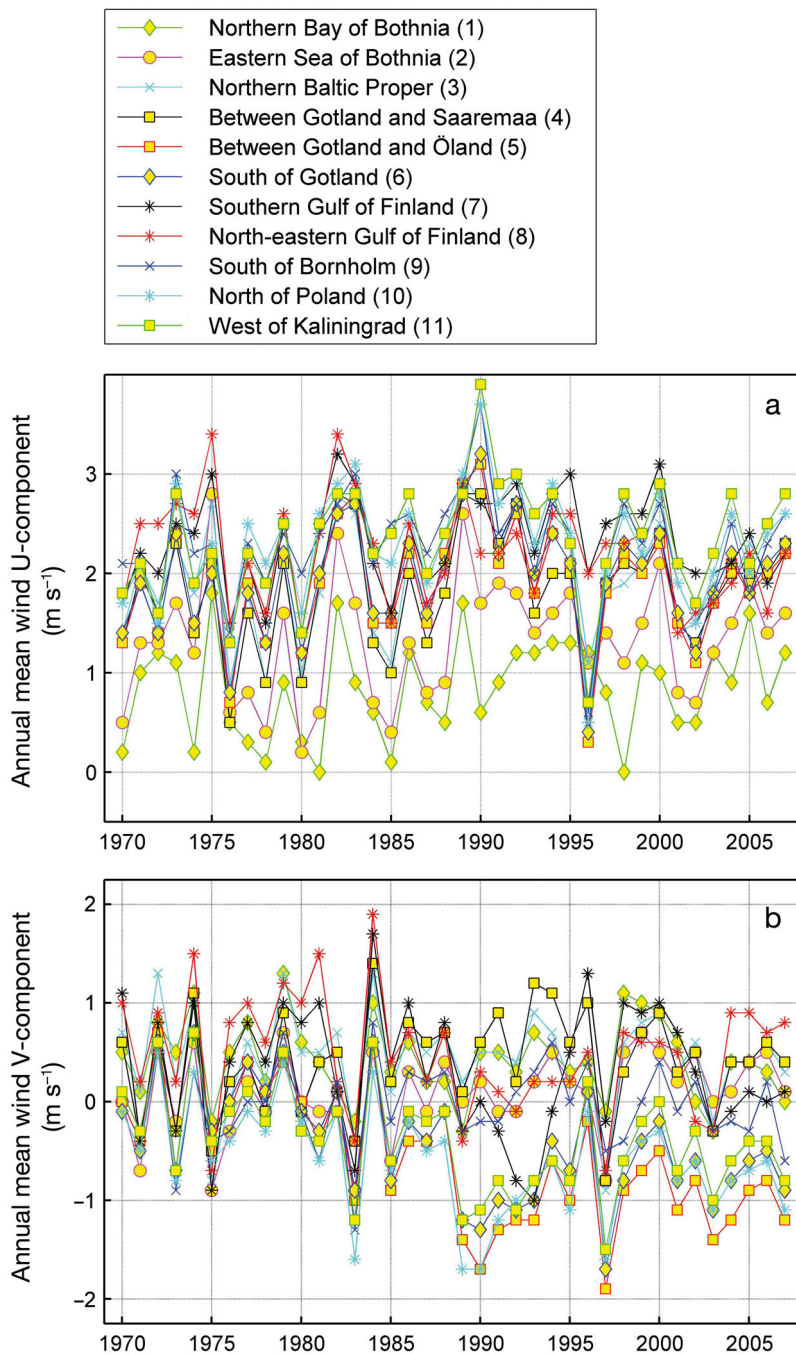 Northern Bay of Bothnia (1)
Eastern Sea of Bothnia (2)
Northern Baltic Proper (3)
Between Gotland and Saaremaa (4)
Between Gotland and Öland (5)
South of Gotland (6)
Southern Gulf of Finland (7)
North-eastern Gulf of Finland (8)
South of Bornholm (9)
North of Poland (10)
West of Kaliningrad (11)
a
Annual mean wind U-component
(m s⁻¹)
3
2
1
0
1970 1975 1980 1985 1990 1995 2000 2005
b
Annual mean wind V-component
(m s⁻¹)
2
1
0
−1
−2
1970 1975 1980 1985 1990 1995 2000 2005